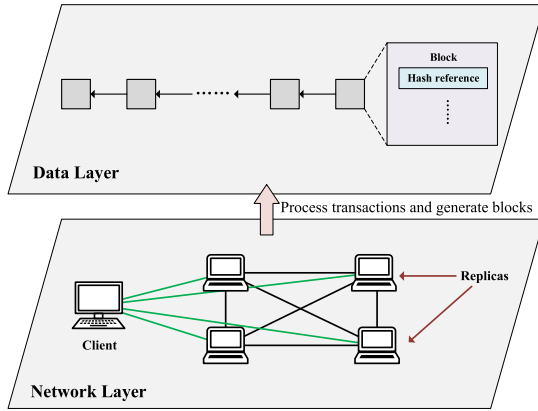 Block
Hash reference
Data Layer
Process transactions and generate blocks
Replicas
Client
Network Layer